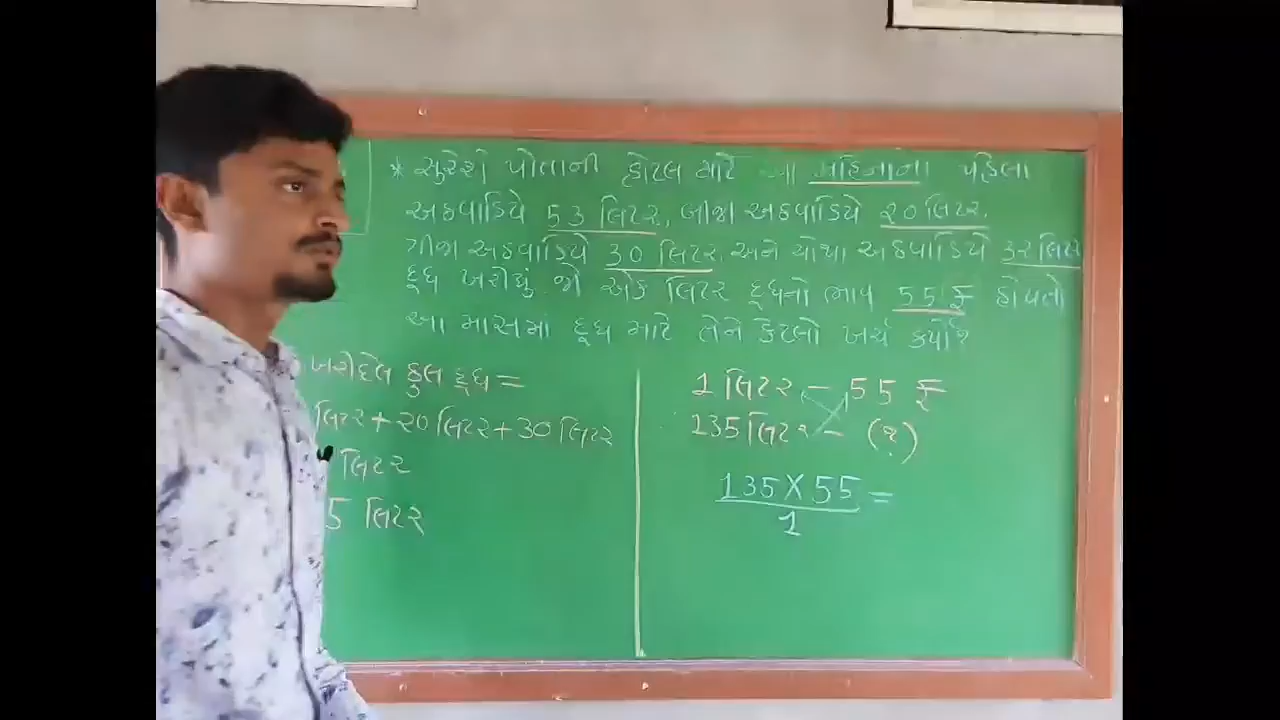 * સુરેશે પોતાની હોટલ માટે આ મહિનાના પહેલા
અઠવાડિયે 53 લિટર, બીજા અઠવાડિયે 20 લિટર,
ત્રીજા અઠવાડિયે 30 લિટર, અને ચોથા અઠવાડિયે 32 લિટર
દૂધ ખરીદ્યું. જો એક લિટર દૂધનો ભાવ 55 રૂ હોયતો
આ માસમાં દૂધ માટે તેને કેટલો ખર્ચ કર્યો?
ખરીદેલ કુલ દૂધ =
લિટર + 20 લિટર + 30 લિટર
લિટર
5 લિટર
1 લિટર – 55 રૂ
135 લિટર – (?)
135 X 55 =
1